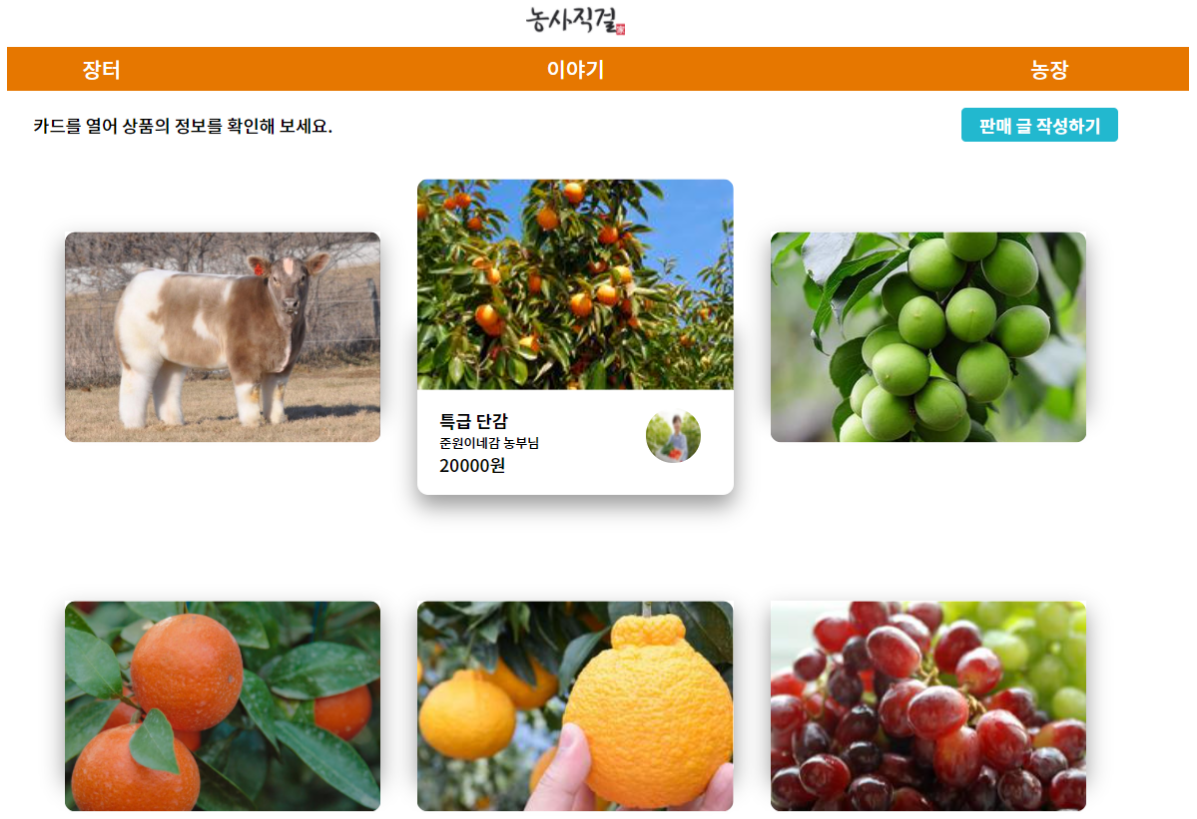 농사직걸
장터
이야기
농장
카드를 열어 상품의 정보를 확인해 보세요.
판매 글 작성하기
특급 단감
준원이네감 농부님
20000원